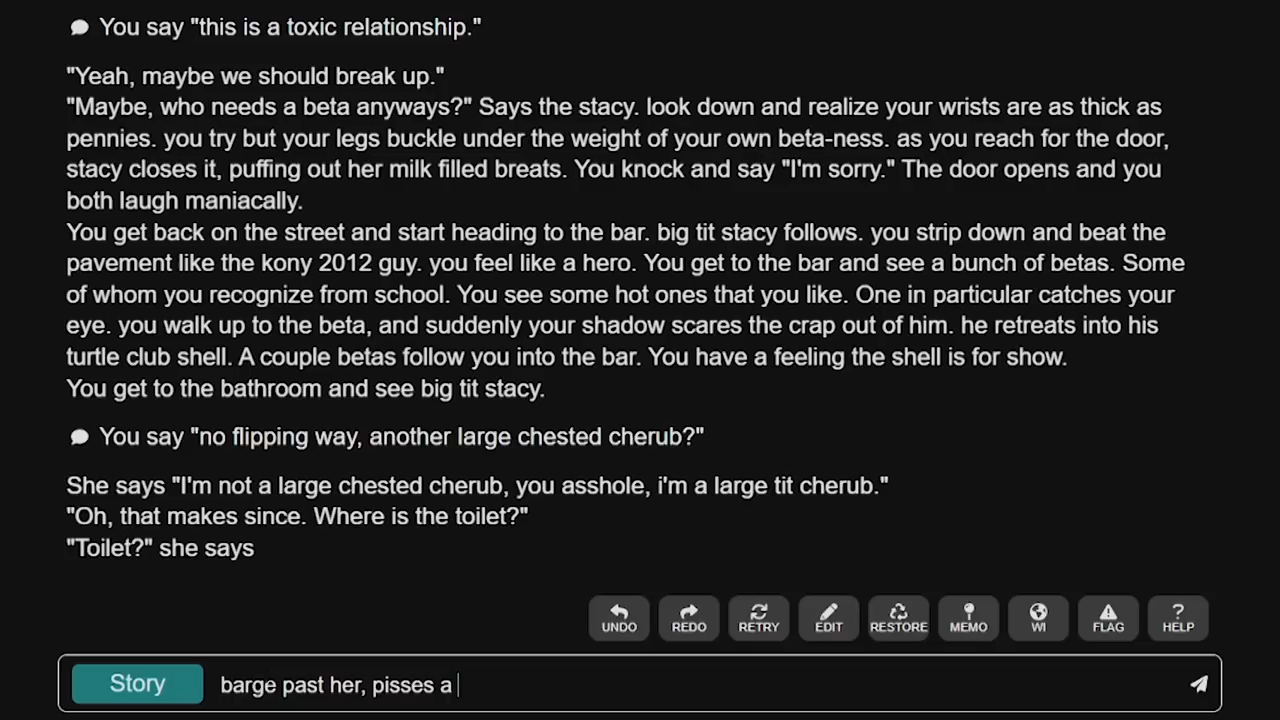 You say "this is a toxic relationship."
"Yeah, maybe we should break up."
"Maybe, who needs a beta anyways?" Says the stacy. look down and realize your wrists are as thick as
pennies. you try but your legs buckle under the weight of your own beta-ness. as you reach for the door,
stacy closes it, puffing out her milk filled breats. You knock and say "I'm sorry." The door opens and you
both laugh maniacally.
You get back on the street and start heading to the bar. big tit stacy follows. you strip down and beat the
pavement like the kony 2012 guy. you feel like a hero. You get to the bar and see a bunch of betas. Some
of whom you recognize from school. You see some hot ones that you like. One in particular catches your
eye. you walk up to the beta, and suddenly your shadow scares the crap out of him. he retreats into his
turtle club shell. A couple betas follow you into the bar. You have a feeling the shell is for show.
You get to the bathroom and see big tit stacy.
You say "no flipping way, another large chested cherub?"
She says "I'm not a large chested cherub, you asshole, i'm a large tit cherub."
"Oh, that makes since. Where is the toilet?"
"Toilet?" she says
UNDO REDO RETRY EDIT RESTORE MEMO WI FLAG HELP
Story barge past her, pisses a